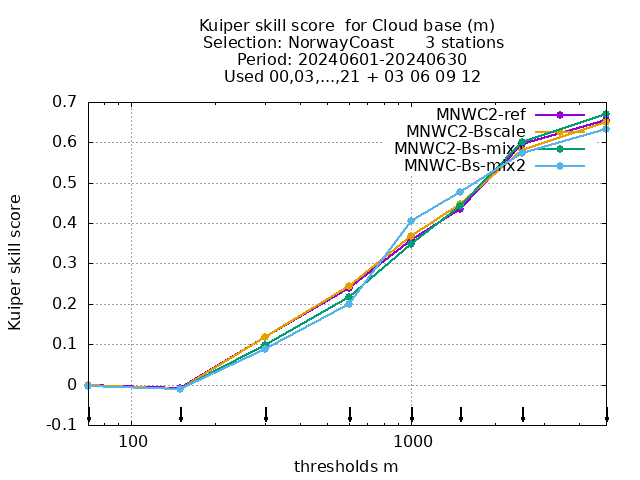 Kuiper skill score  for Cloud base (m)
Selection: NorwayCoast      3 stations
Period: 20240601-20240630
Used 00,03,...,21 + 03 06 09 12
MNWC2-ref
MNWC2-Bscale
MNWC2-Bs-mix
MNWC-Bs-mix2
0.7
0.6
0.5
0.4
0.3
0.2
0.1
0
-0.1
Kuiper skill score
100
1000
thresholds m